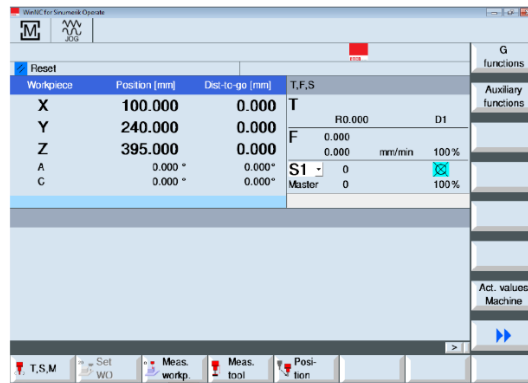 WinNC for Sinumerik Operate
M
JOG
G functions
Reset
Workpiece Position [mm] Dist-to-go [mm] T,F,S
Auxiliary functions
X 100.000 0.000 T
R0.000 D1
Y 240.000 0.000
F 0.000
Z 395.000 0.000
0.000 mm/min 100%
A 0.000 ° 0.000°
S1 0
C 0.000 ° 0.000°
Master 0 100%
Act. values
Machine
>
T,S,M
Set WO
Meas. workp.
Meas. tool
Posi-
tion